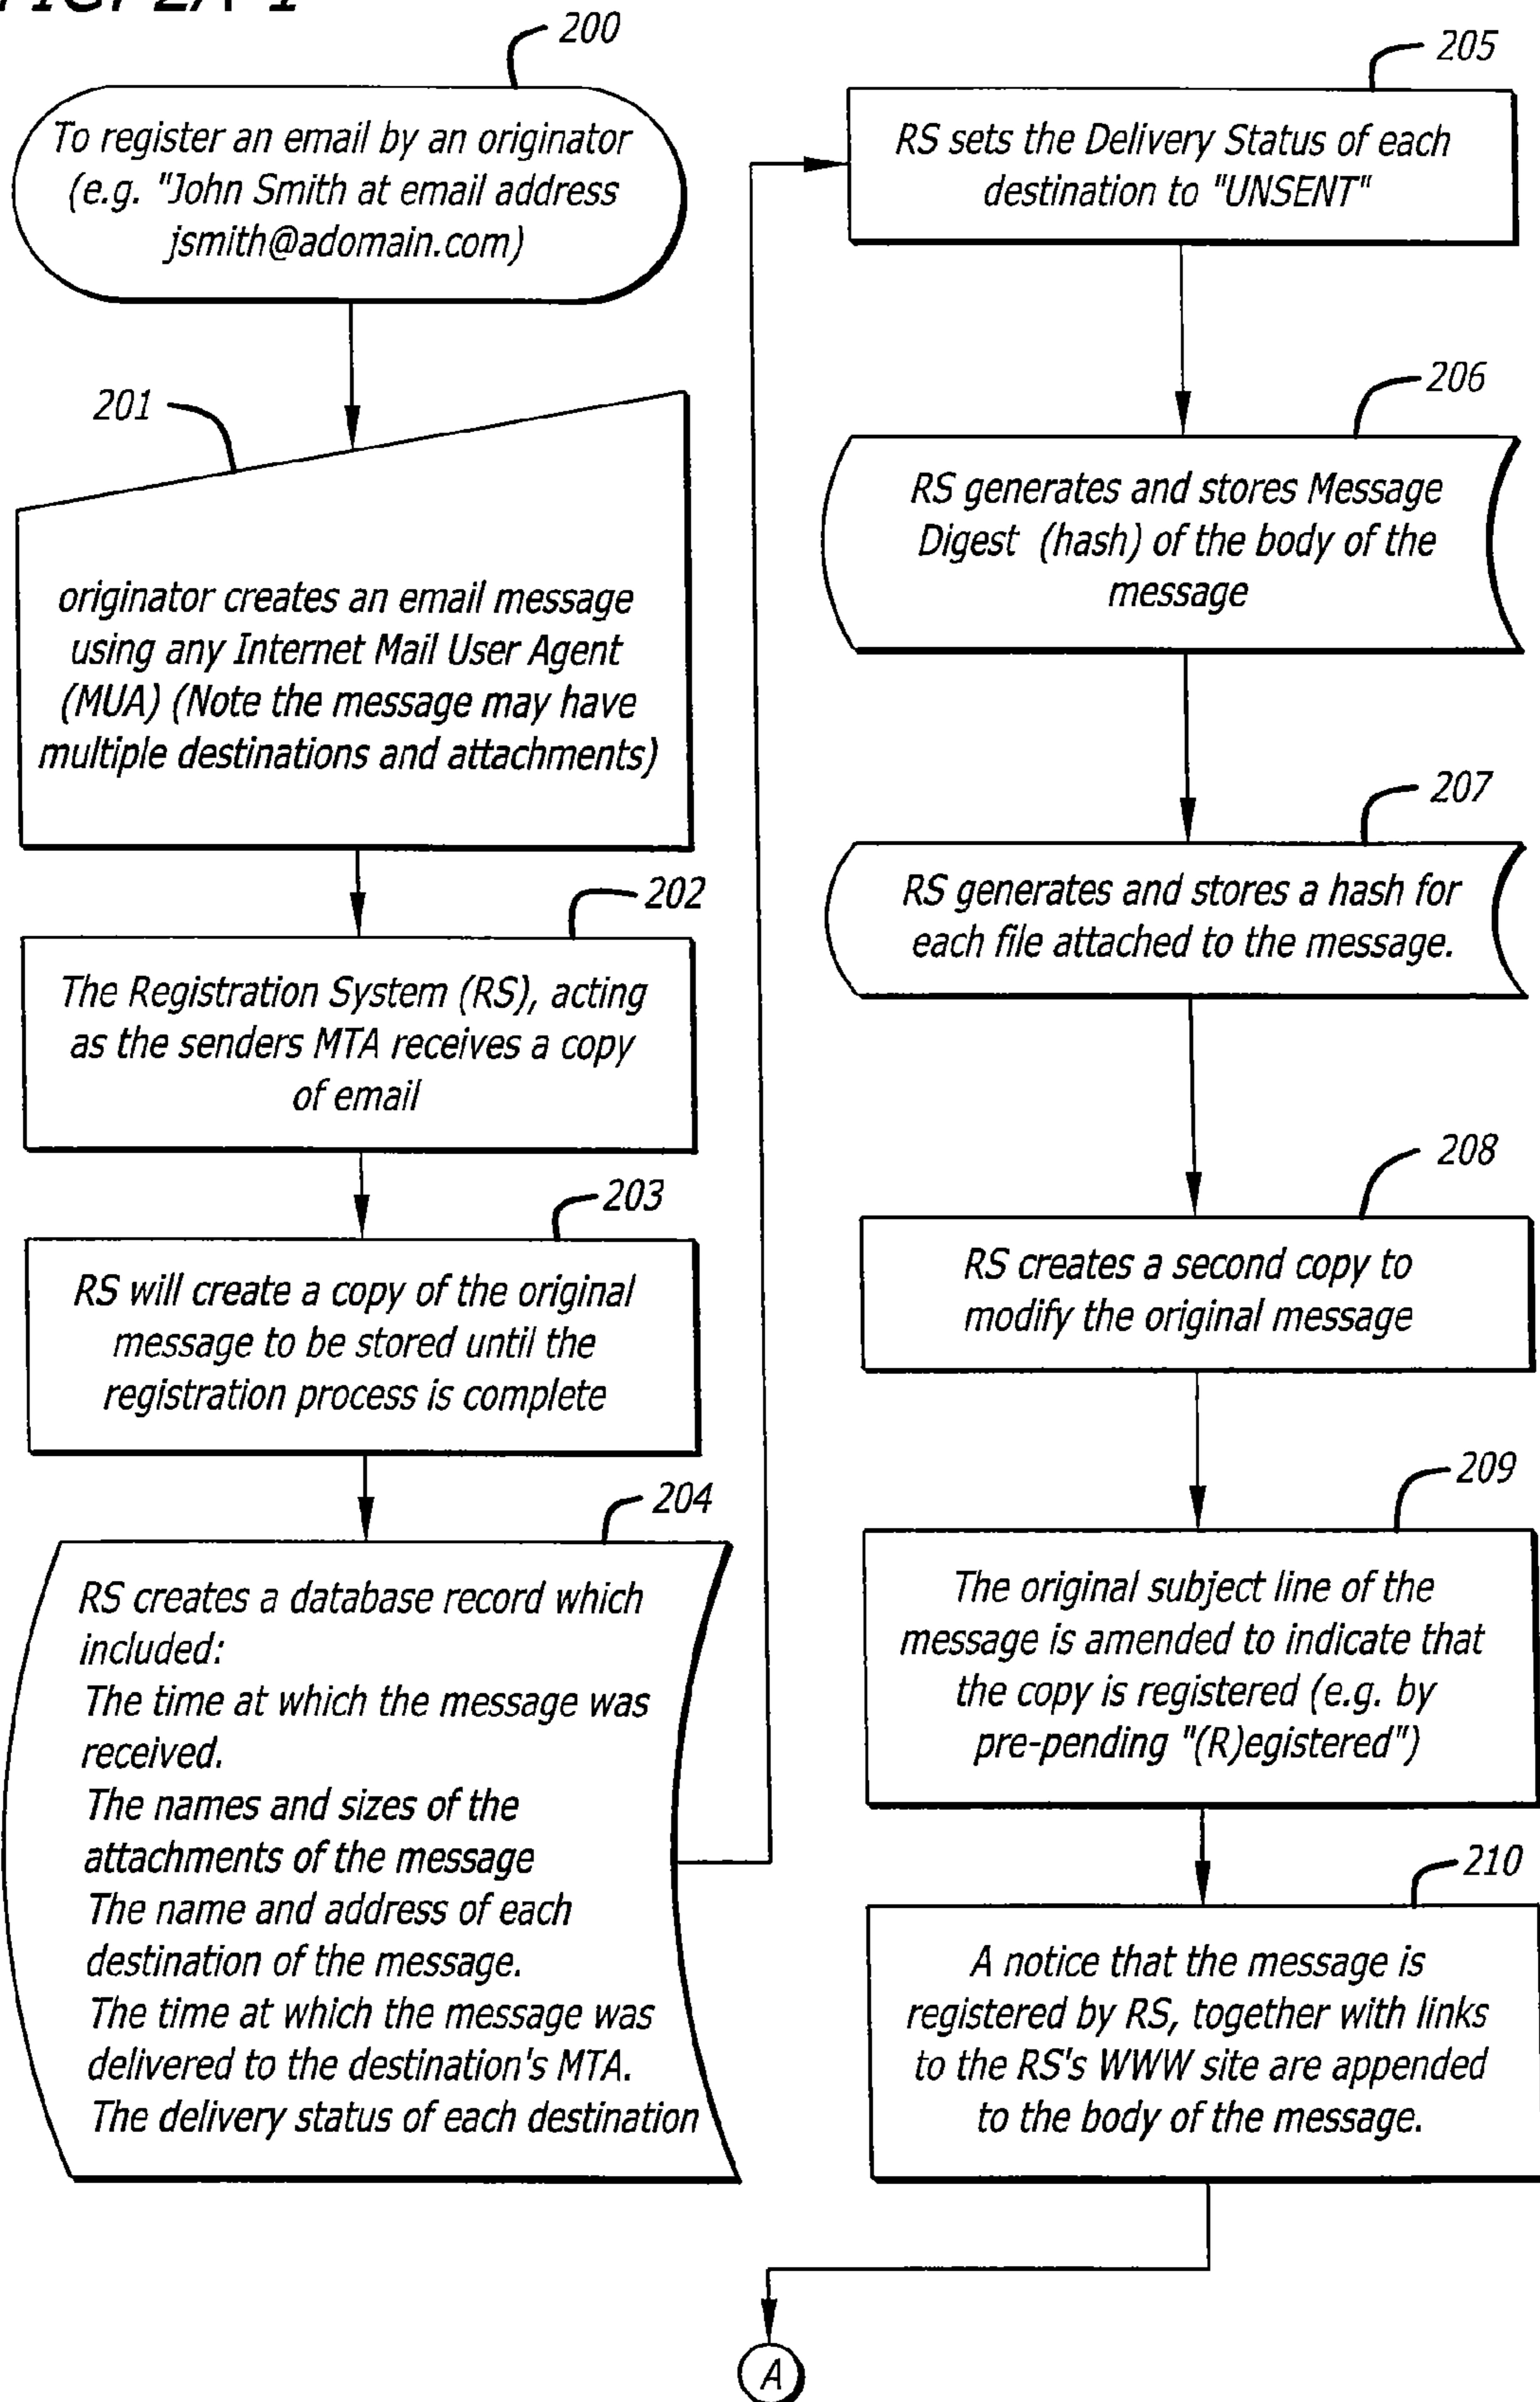 FIG. 2A-1
200
To register an email by an originator
(e.g. "John Smith at email address
jsmith@adomain.com)
201
originator creates an email message
using any Internet Mail User Agent
(MUA) (Note the message may have
multiple destinations and attachments)
202
The Registration System (RS), acting
as the senders MTA receives a copy
of email
203
RS will create a copy of the original
message to be stored until the
registration process is complete
204
RS creates a database record which
included:
The time at which the message was
received.
The names and sizes of the
attachments of the message
The name and address of each
destination of the message.
The time at which the message was
delivered to the destination's MTA.
The delivery status of each destination
205
RS sets the Delivery Status of each
destination to "UNSENT"
206
RS generates and stores Message
Digest (hash) of the body of the
message
207
RS generates and stores a hash for
each file attached to the message.
208
RS creates a second copy to
modify the original message
209
The original subject line of the
message is amended to indicate that
the copy is registered (e.g. by
pre-pending "(R)egistered")
210
A notice that the message is
registered by RS, together with links
to the RS's WWW site are appended
to the body of the message.
A